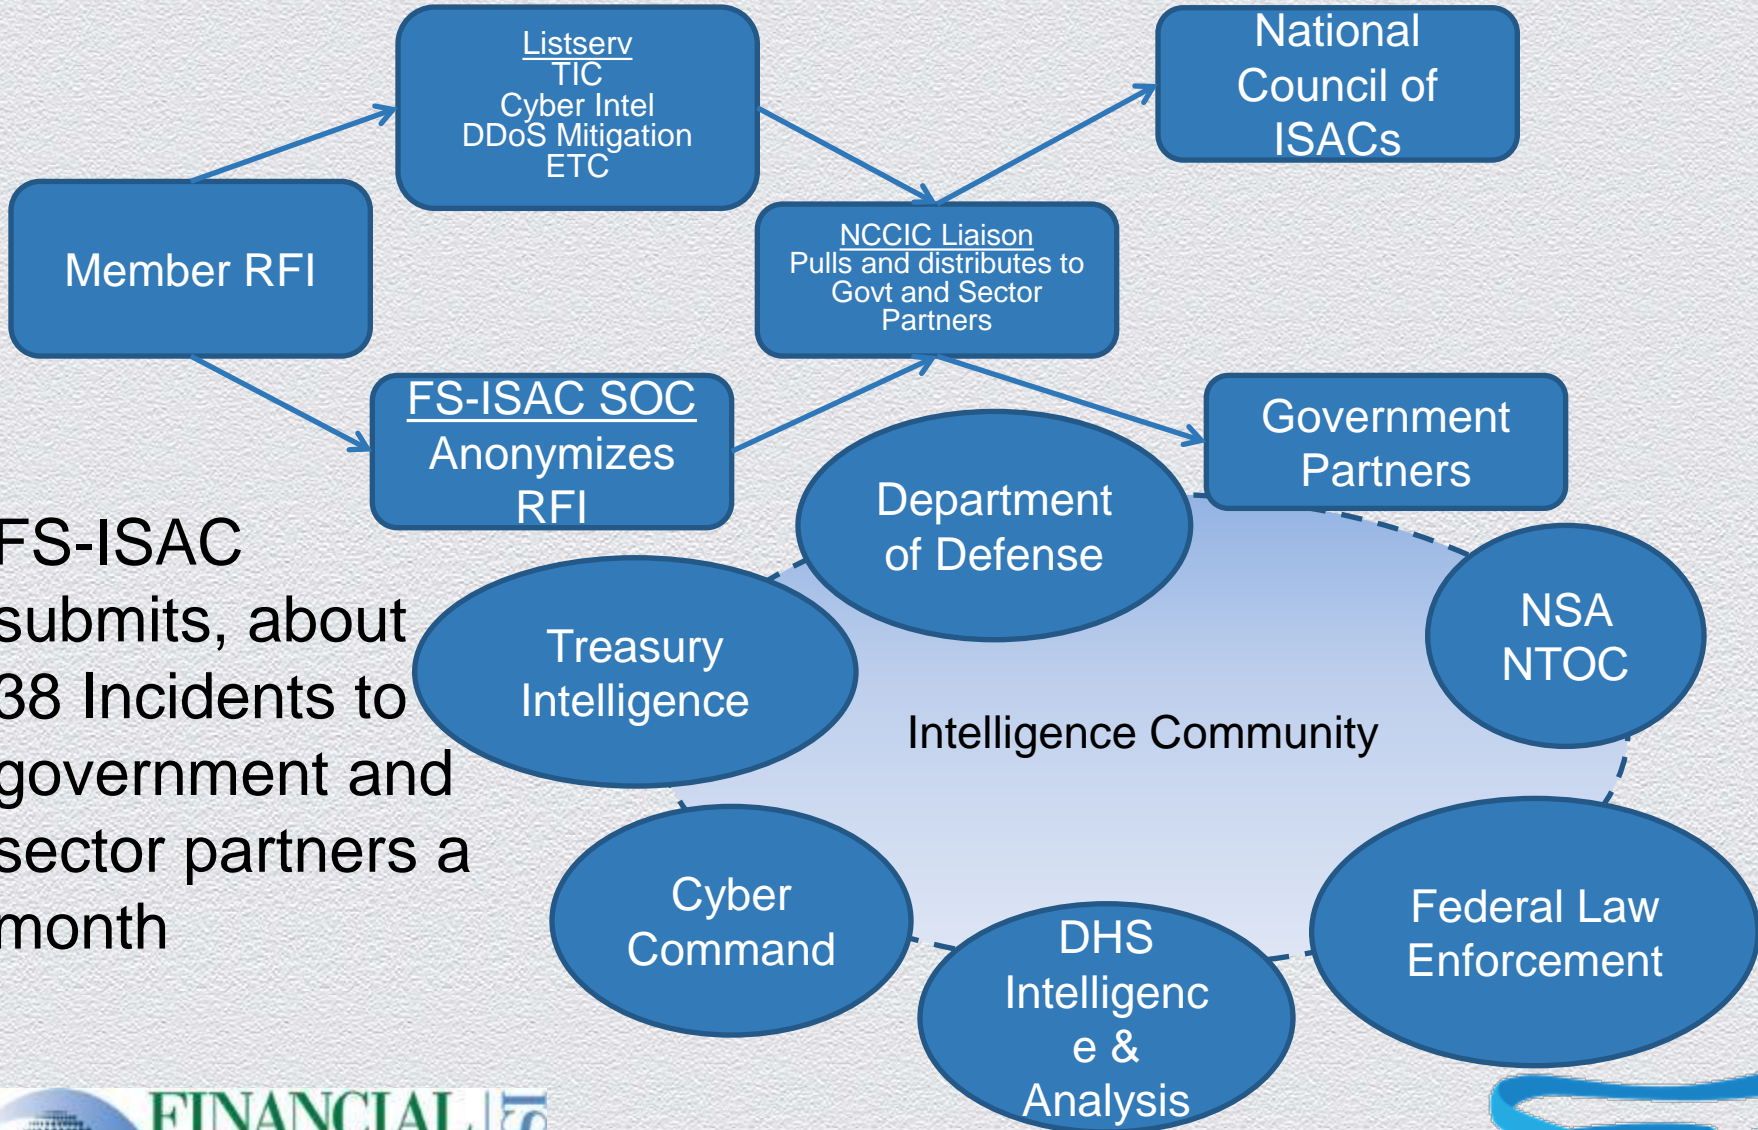 Listserv
TIC
Cyber Intel
DDoS Mitigation
ETC
National
Council of
ISACs
Member RFI
NCCIC Liaison
Pulls and distributes to
Govt and Sector
Partners
FS-ISAC SOC
Anonymizes
RFI
Government
Partners
FS-ISAC
submits, about
38 Incidents to
government and
sector partners a
month
Department
of Defense
Treasury
Intelligence
NSA
NTOC
Intelligence Community
Cyber
Command
DHS
Intelligenc
e &
Analysis
Federal Law
Enforcement
FINANCIAL